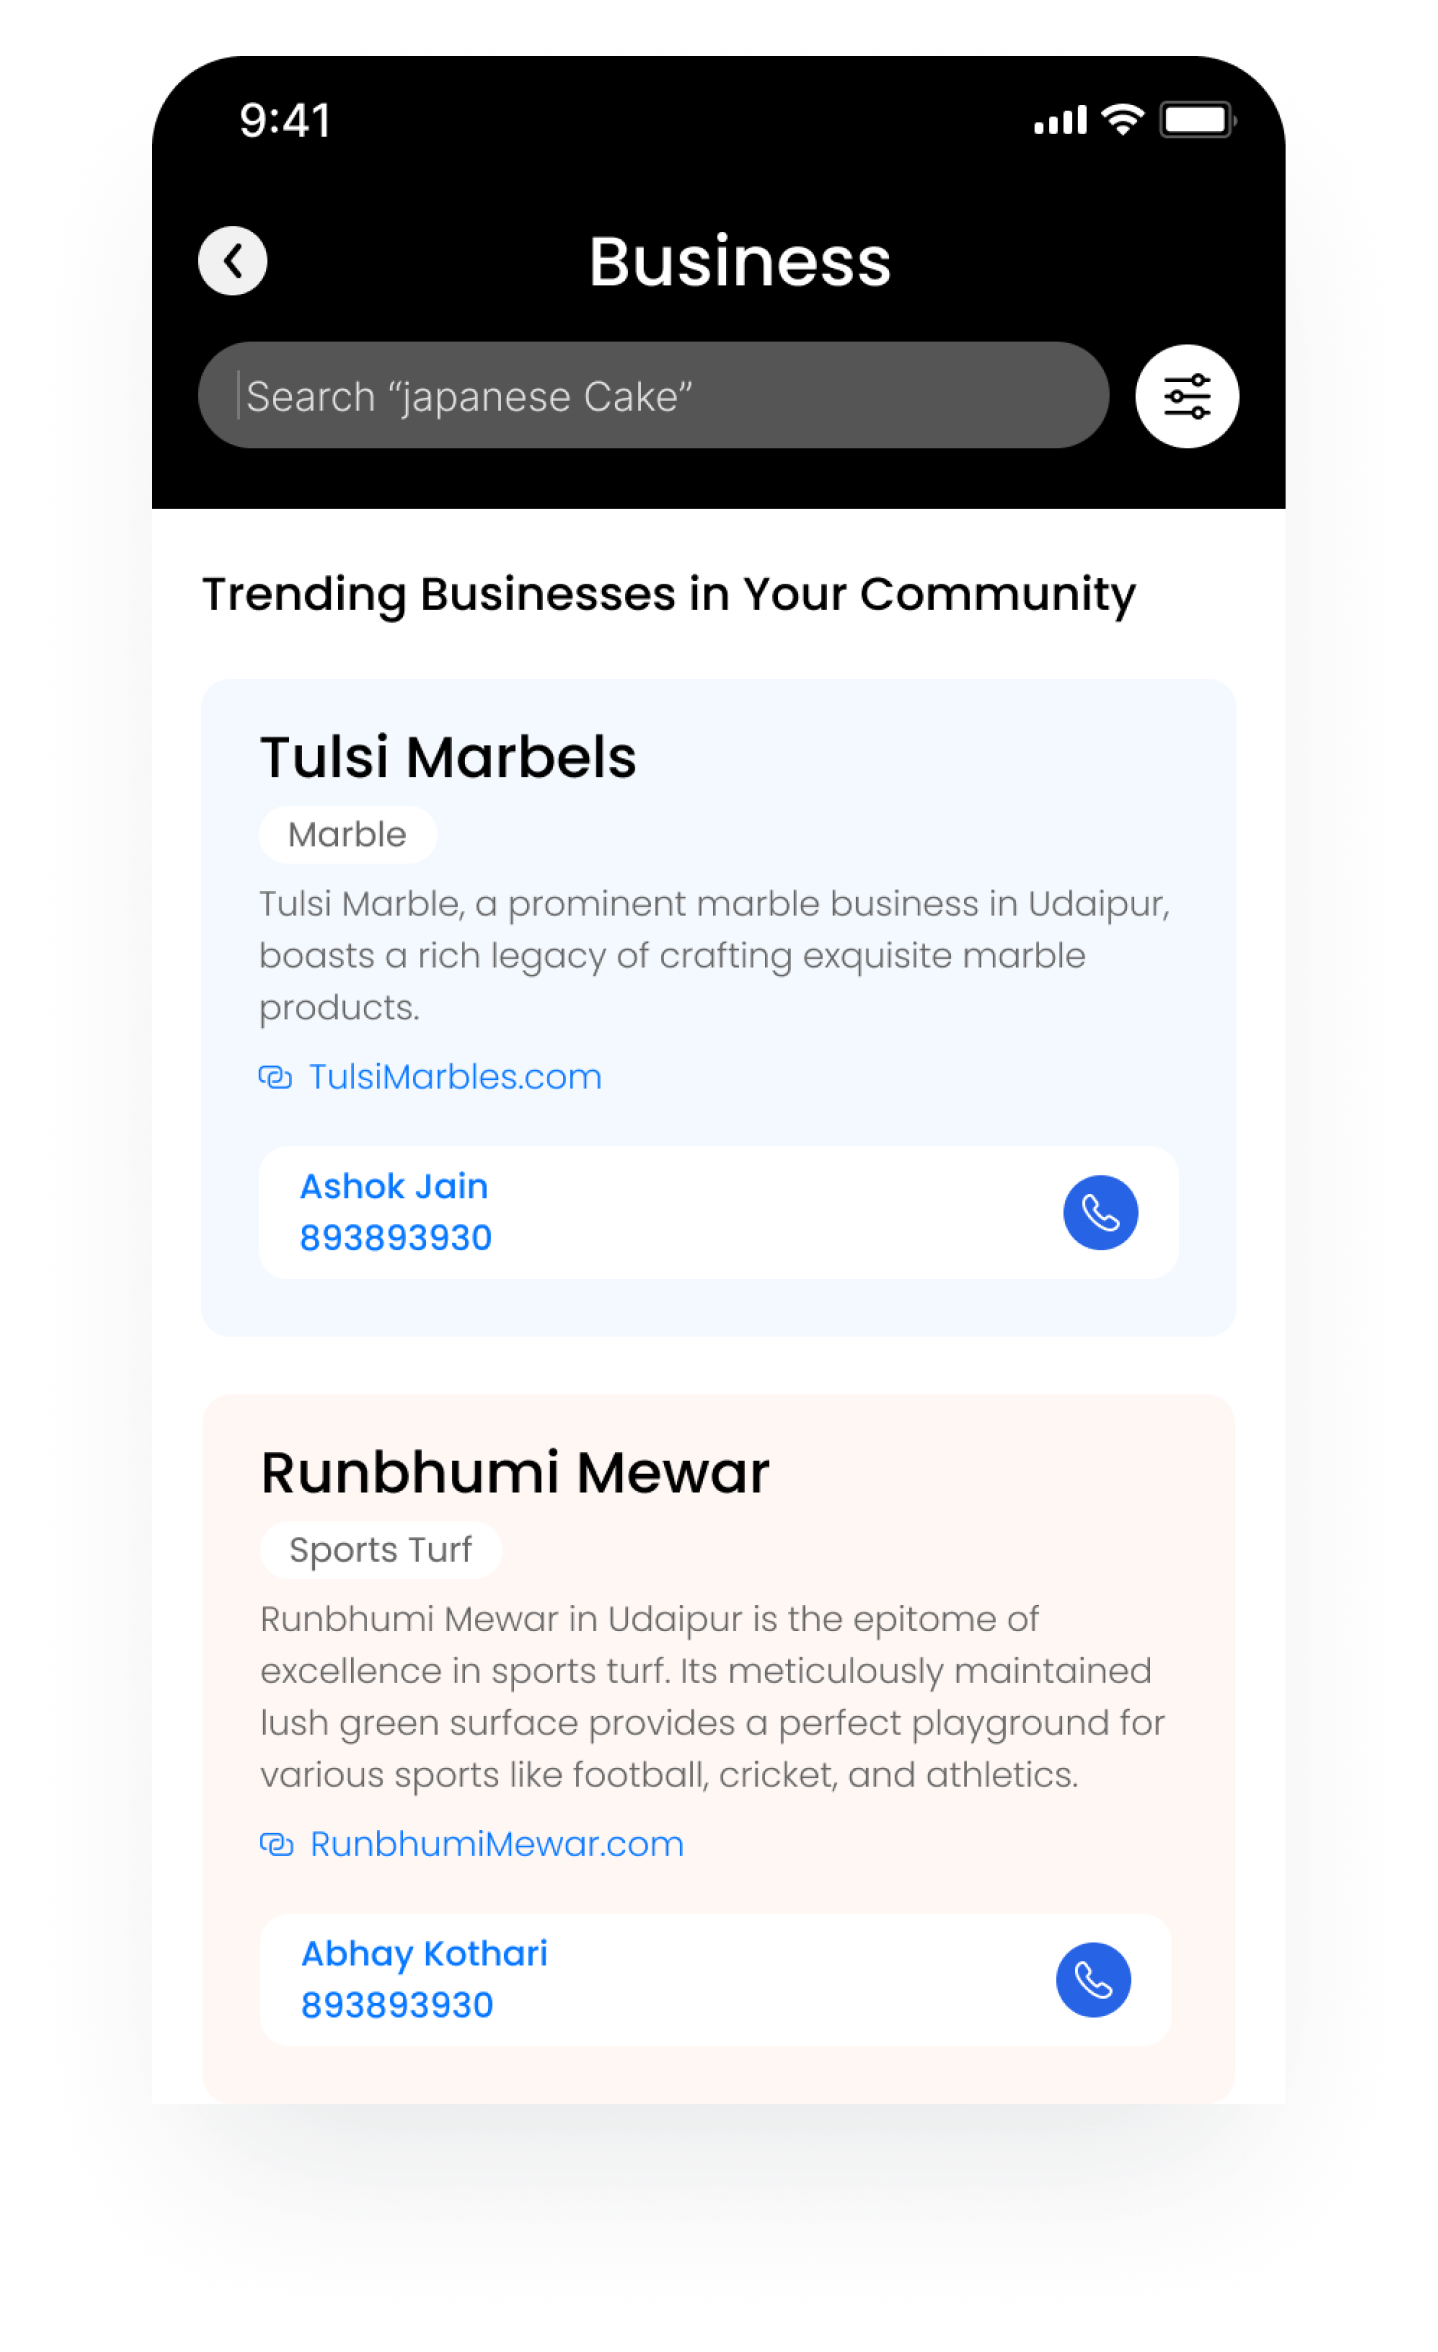 9:41
Business
Search “japanese Cake”
Trending Businesses in Your Community
Tulsi Marbels
Marble
Tulsi Marble, a prominent marble business in Udaipur,
boasts a rich legacy of crafting exquisite marble
products.
TulsiMarbles.com
Ashok Jain
893893930
Runbhumi Mewar
Sports Turf
Runbhumi Mewar in Udaipur is the epitome of
excellence in sports turf. Its meticulously maintained
lush green surface provides a perfect playground for
various sports like football, cricket, and athletics.
RunbhumiMewar.com
Abhay Kothari
893893930